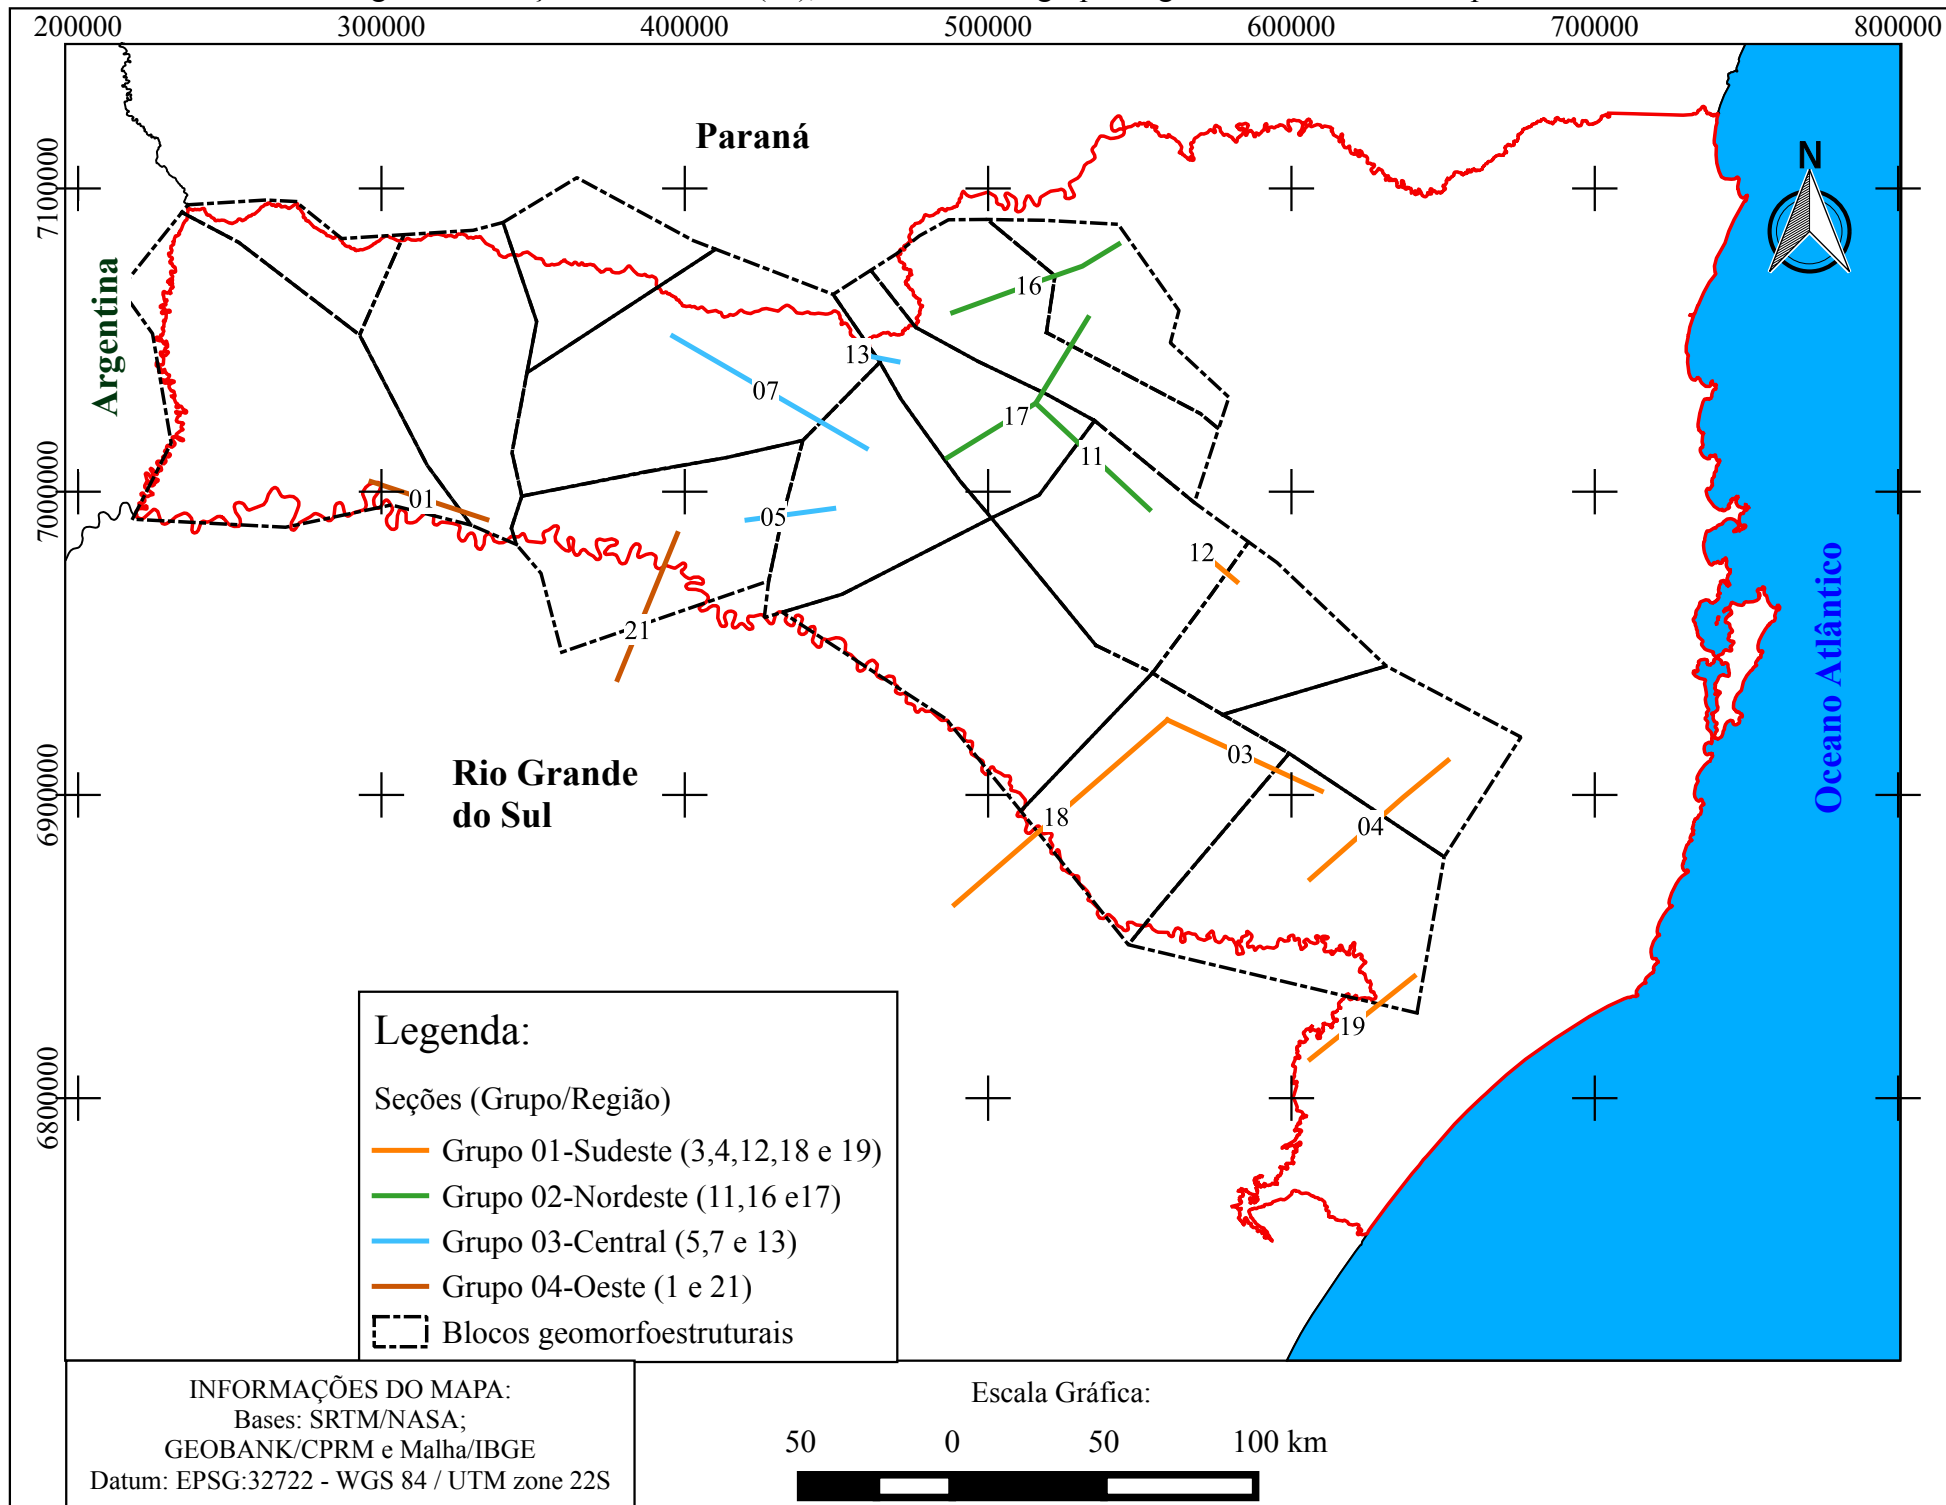 200000 300000 400000 500000 600000 700000 800000
Paraná
N
7100000
Argentina
16
13
07
17
11
7000000
01
05
12
21
Oceano Atlântico
03
Rio Grande
do Sul
6900000
18
04
19
6800000
Legenda:
Seções (Grupo/Região)
Grupo 01-Sudeste (3,4,12,18 e 19)
Grupo 02-Nordeste (11,16 e17)
Grupo 03-Central (5,7 e 13)
Grupo 04-Oeste (1 e 21)
Blocos geomorfoestruturais
INFORMAÇÕES DO MAPA:
Bases: SRTM/NASA;
GEOBANK/CPRM e Malha/IBGE
Datum: EPSG:32722 - WGS 84 / UTM zone 22S
Escala Gráfica:
50 0 50 100 km